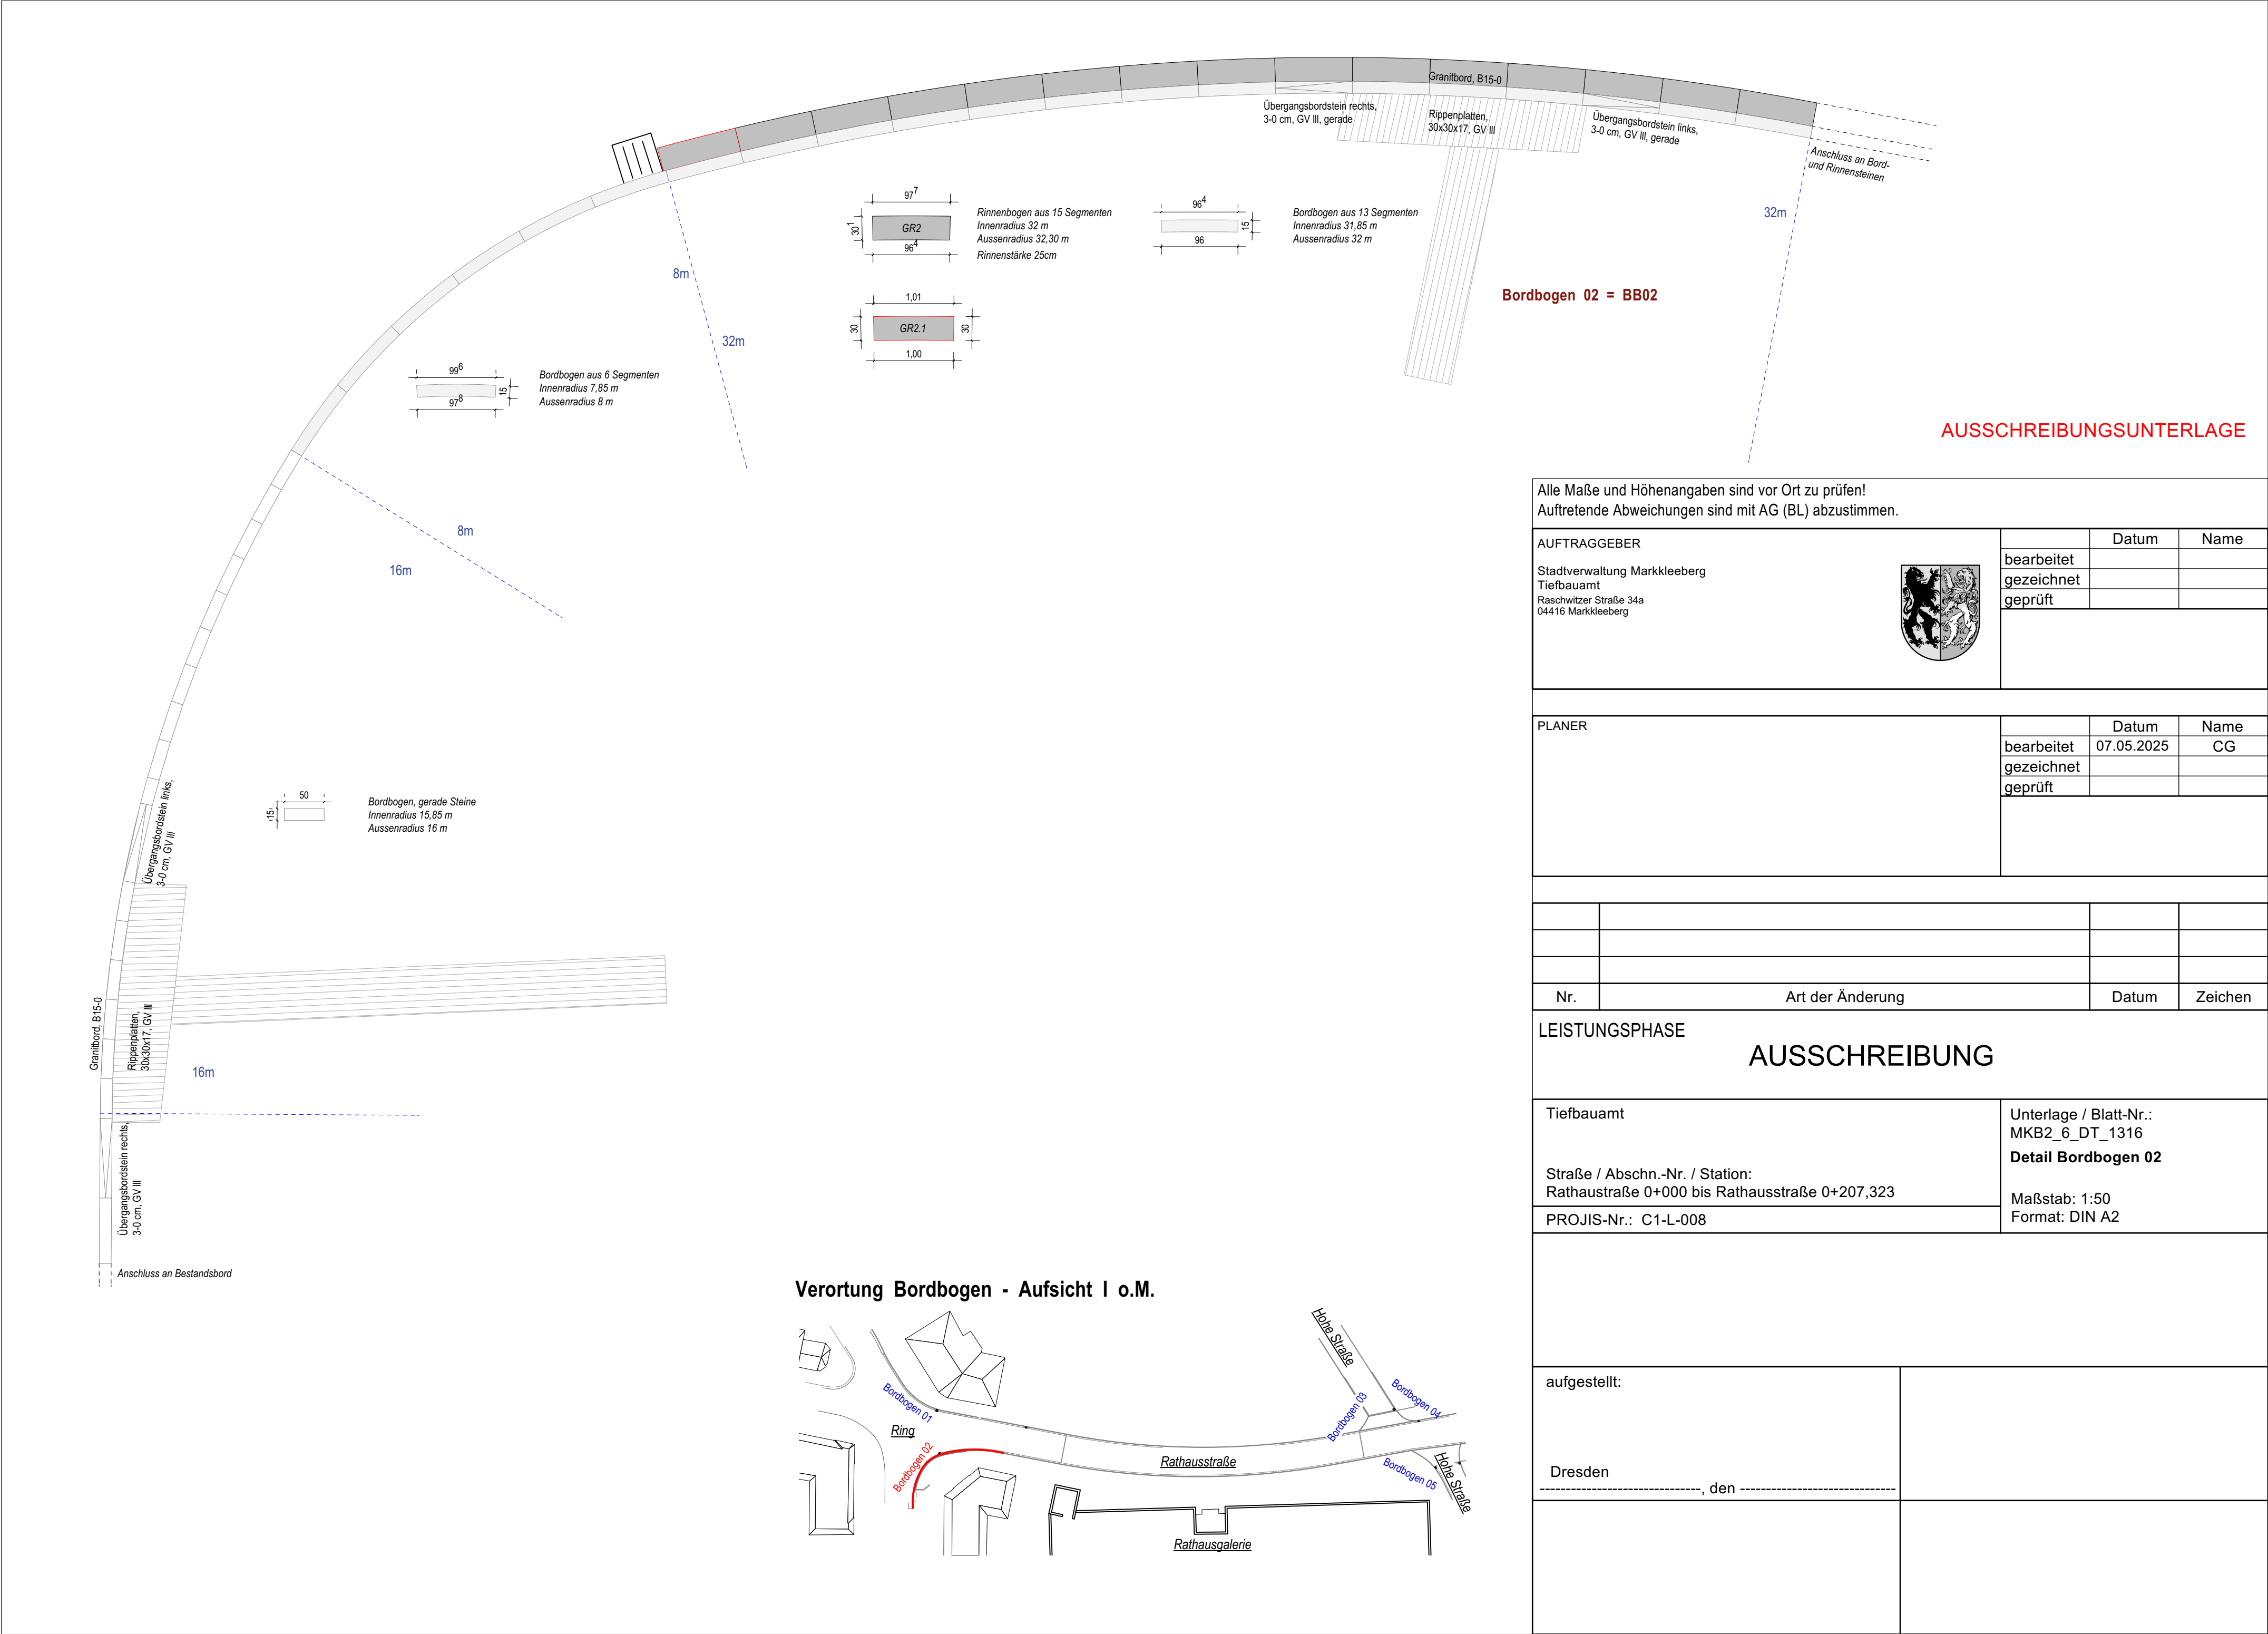 Granitbord, B15-0
Übergangsbordstein rechts,
3-0 cm, GV III, gerade
Rippenplatten,
30x30x17, GV III
Übergangsbordstein links,
3-0 cm, GV III, gerade
Anschluss an Bord-
und Rinnensteinen
32m
97⁷
30¹
GR2
96⁴
Rinnenbogen aus 15 Segmenten
Innenradius 32 m
Aussenradius 32,30 m
Rinnenstärke 25cm
96⁴
15
96
Bordbogen aus 13 Segmenten
Innenradius 31,85 m
Aussenradius 32 m
8m
32m
1,01
30
GR2.1
30
1,00
Bordbogen 02 = BB02
99⁶
15
97⁸
Bordbogen aus 6 Segmenten
Innenradius 7,85 m
Aussenradius 8 m
8m
16m
50
15
Bordbogen, gerade Steine
Innenradius 15,85 m
Aussenradius 16 m
Übergangsbordstein links,
3-0 cm, GV III
Granitbord, B15-0
Rippenplatten,
30x30x17, GV III
16m
Übergangsbordstein rechts,
3-0 cm, GV III
Anschluss an Bestandsbord
Verortung Bordbogen - Aufsicht I o.M.
Hohe Straße
Bordbogen 01
Bordbogen 03
Bordbogen 04
Ring
Bordbogen 02
Rathausstraße
Bordbogen 05
Hohe Straße
Rathausgalerie
AUSSCHREIBUNGSUNTERLAGE
Alle Maße und Höhenangaben sind vor Ort zu prüfen!
Auftretende Abweichungen sind mit AG (BL) abzustimmen.
AUFTRAGGEBER
Stadtverwaltung Markkleeberg
Tiefbauamt
Raschwitzer Straße 34a
04416 Markkleeberg
Datum Name
bearbeitet
gezeichnet
geprüft
PLANER
Datum Name
bearbeitet 07.05.2025 CG
gezeichnet
geprüft
Nr. Art der Änderung Datum Zeichen
LEISTUNGSPHASE
AUSSCHREIBUNG
Tiefbauamt
Straße / Abschn.-Nr. / Station:
Rathaustraße 0+000 bis Rathausstraße 0+207,323
PROJIS-Nr.: C1-L-008
Unterlage / Blatt-Nr.:
MKB2_6_DT_1316
Detail Bordbogen 02
Maßstab: 1:50
Format: DIN A2
aufgestellt:
Dresden
-------------------------------, den ------------------------------